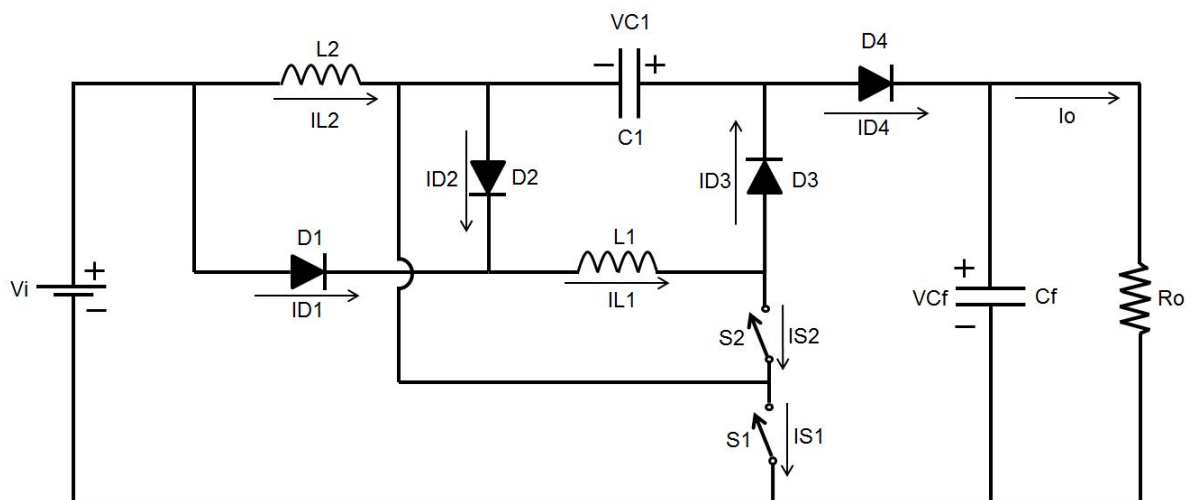 VC1
L2
D4
− +
IL2
C1
ID4
Io
ID2
D2
ID3
D3
D1
L1
Vi
+
−
ID1
IL1
+
VCf
−
Cf
Ro
S2
IS2
S1
IS1